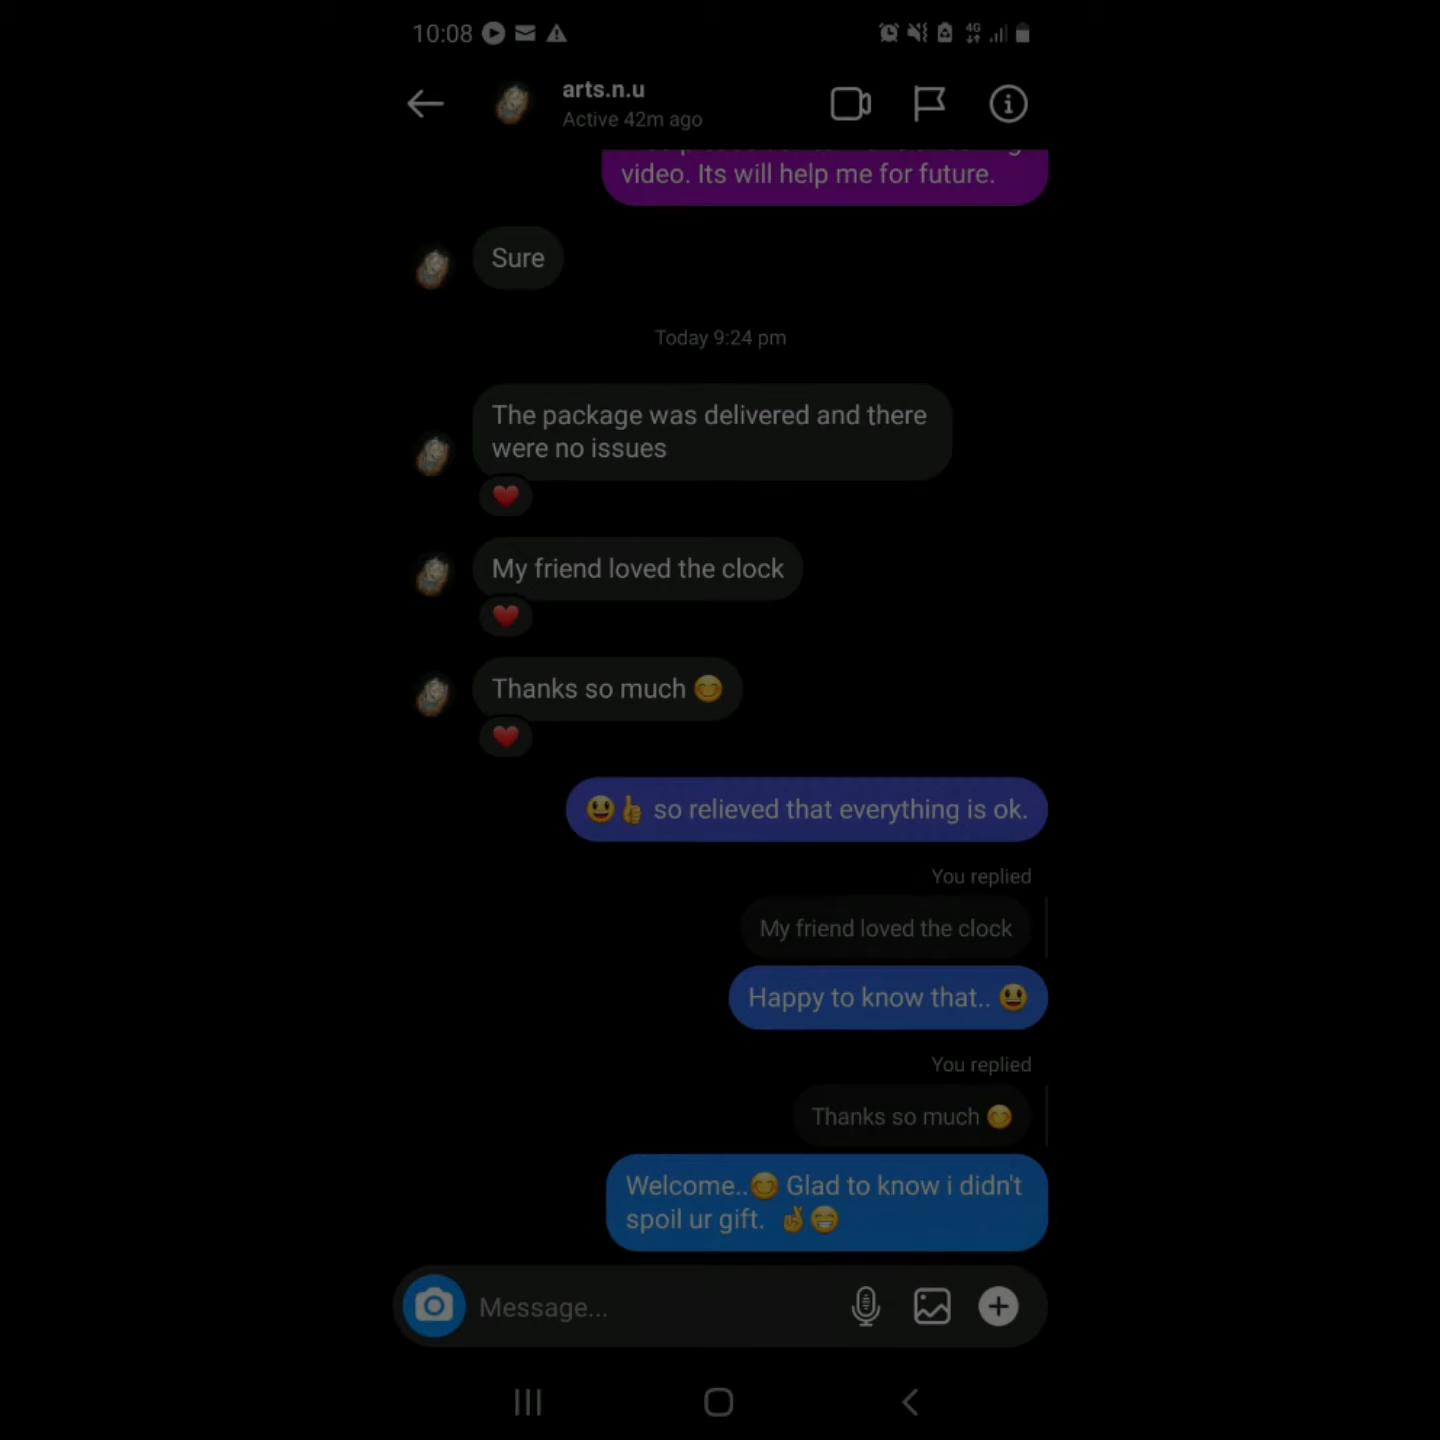 10:08
4G
arts.n.u
Active 42m ago
video. Its will help me for future.
Sure
Today 9:24 pm
The package was delivered and there
were no issues
❤️
My friend loved the clock
❤️
Thanks so much 😊
❤️
😃👍 so relieved that everything is ok.
You replied
My friend loved the clock
Happy to know that.. 😃
You replied
Thanks so much 😊
Welcome..😊 Glad to know i didn't
spoil ur gift. 🤞😁
Message...